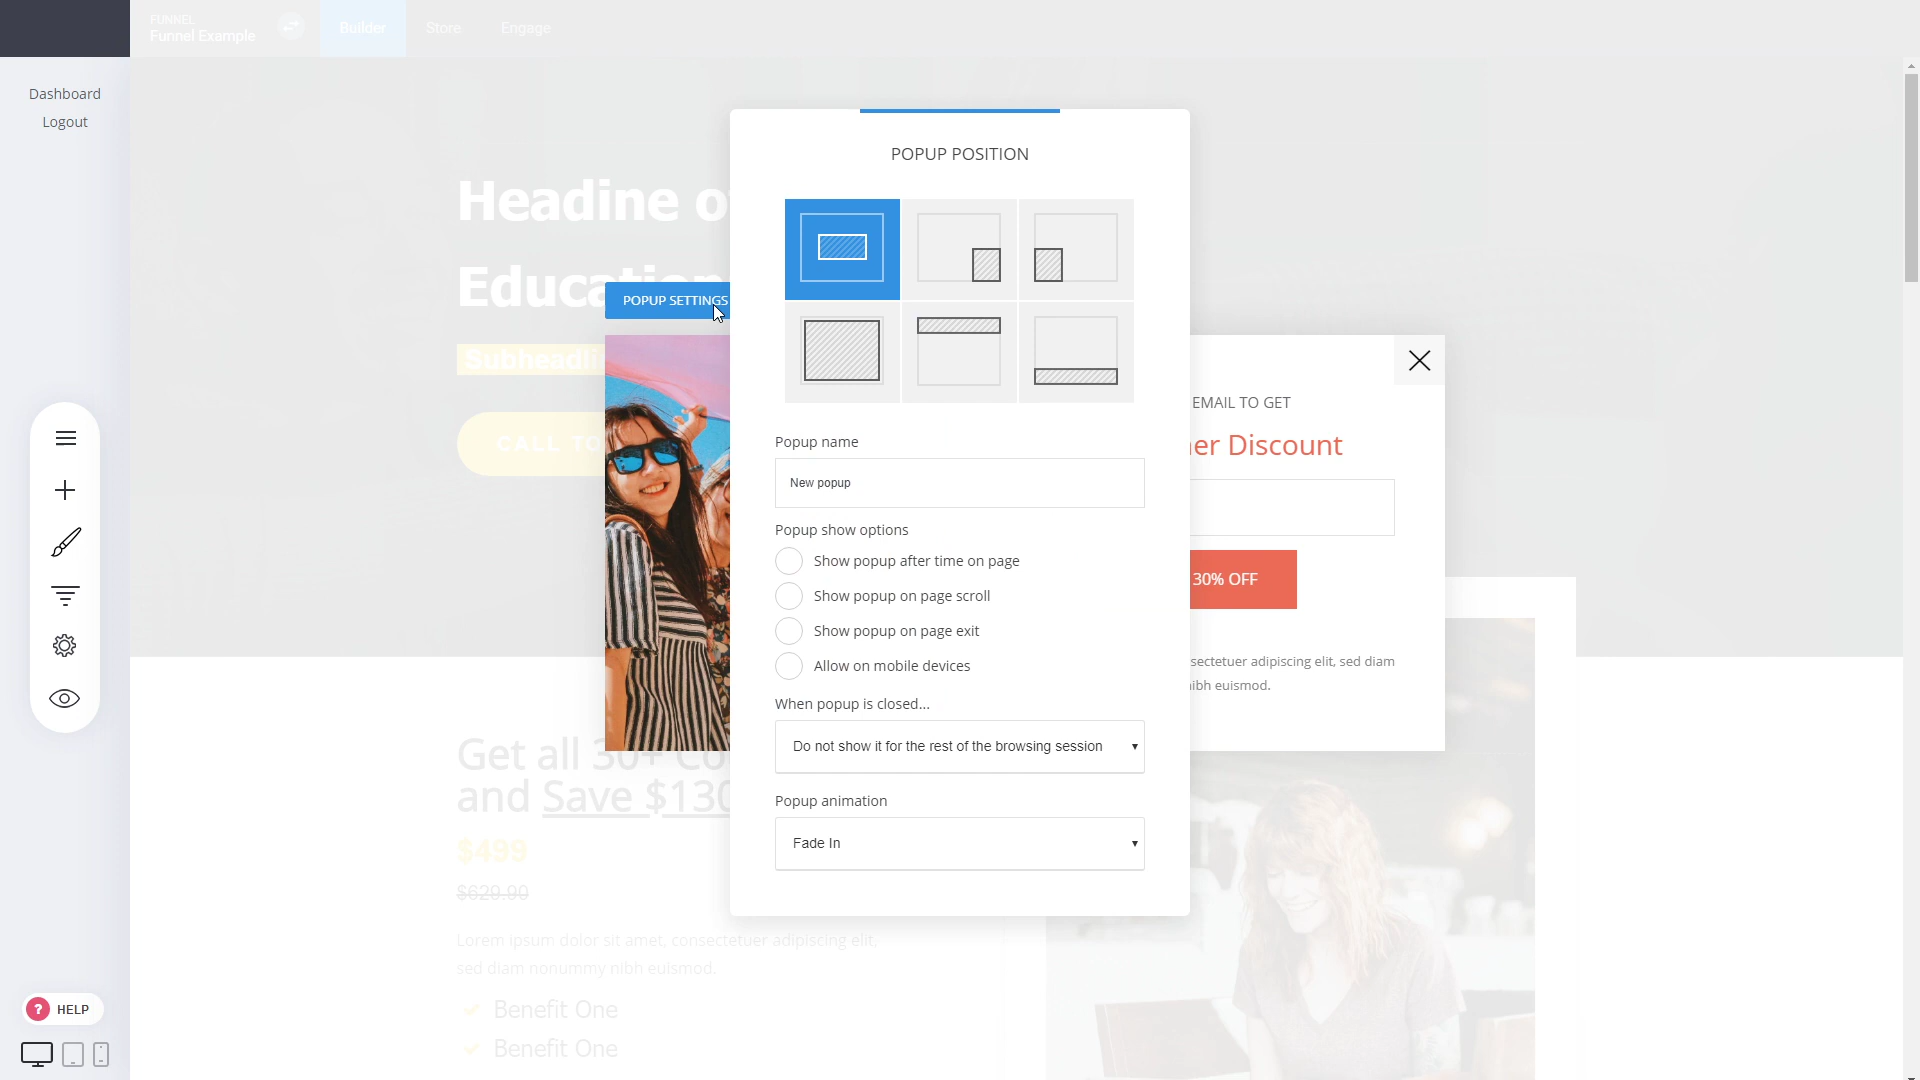 FUNNEL
Funnel Example
Builder
Store
Engage
Dashboard
Logout
HELP
Headine o
Education
POPUP SETTINGS
Subheadli
CALL TO
POPUP POSITION
Popup name
New popup
Popup show options
Show popup after time on page
Show popup on page scroll
Show popup on page exit
Allow on mobile devices
When popup is closed...
Do not show it for the rest of the browsing session
Popup animation
Fade In
EMAIL TO GET
er Discount
30% OFF
sectetuer adipiscing elit, sed diam
ibh euismod.
Get all 30+ Co
and Save $130
$499
$629.90
Lorem ipsum dolor sit amet, consectetuer adipiscing elit,
sed diam nonummy nibh euismod.
Benefit One
Benefit One